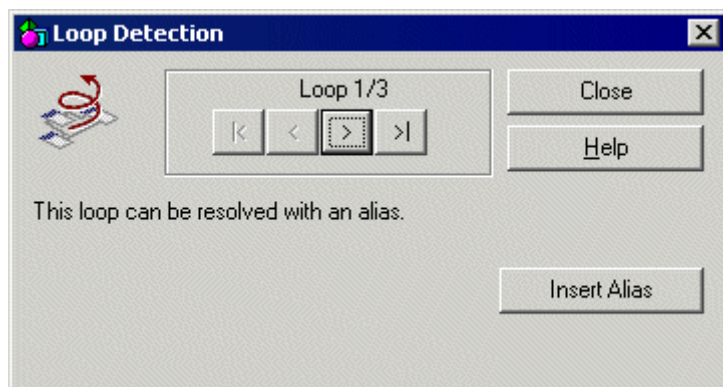 Loop Detection
Loop 1/3
|< < > >|
Close
Help
This loop can be resolved with an alias.
Insert Alias